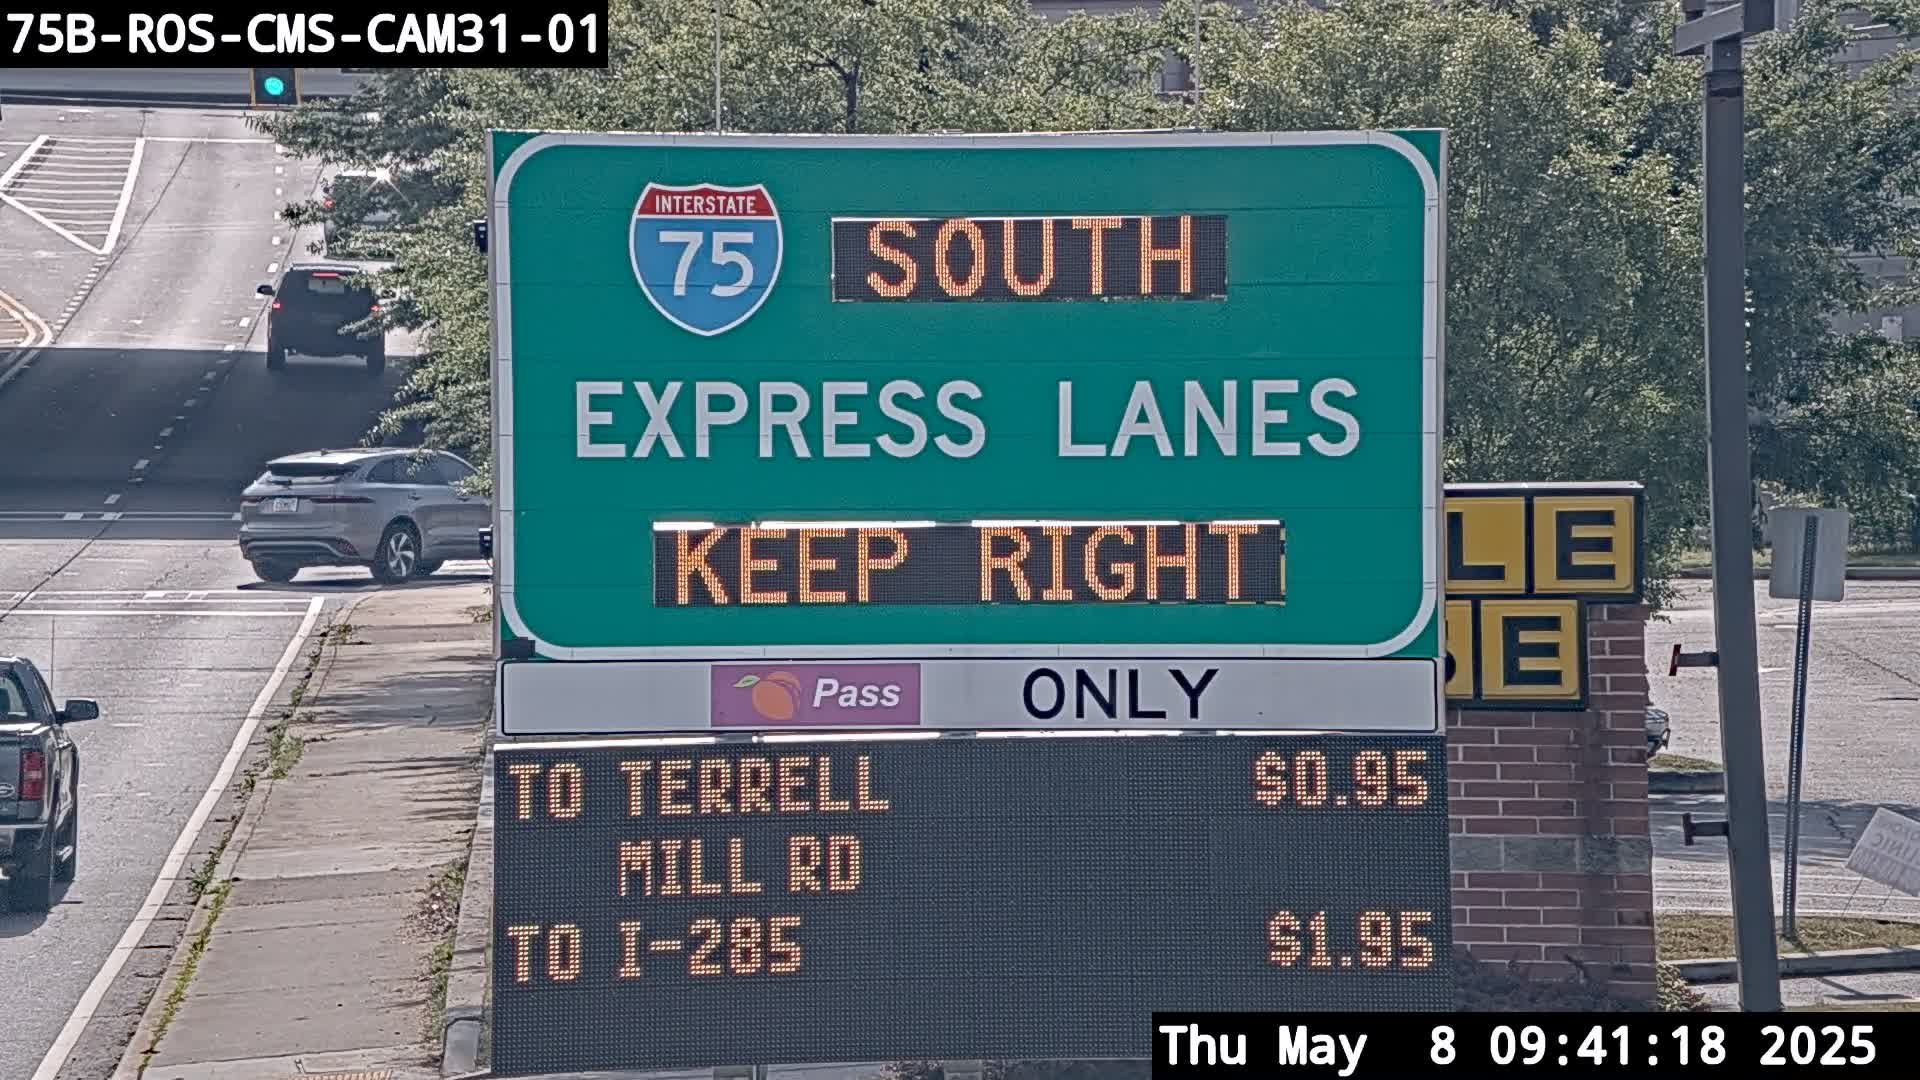 75B-ROS-CMS-CAM31-01
INTERSTATE
75
SOUTH
EXPRESS LANES
KEEP RIGHT
Pass ONLY
LE
E
TO TERRELL $0.95
MILL RD
TO I-285 $1.95
Thu May 8 09:41:18 2025